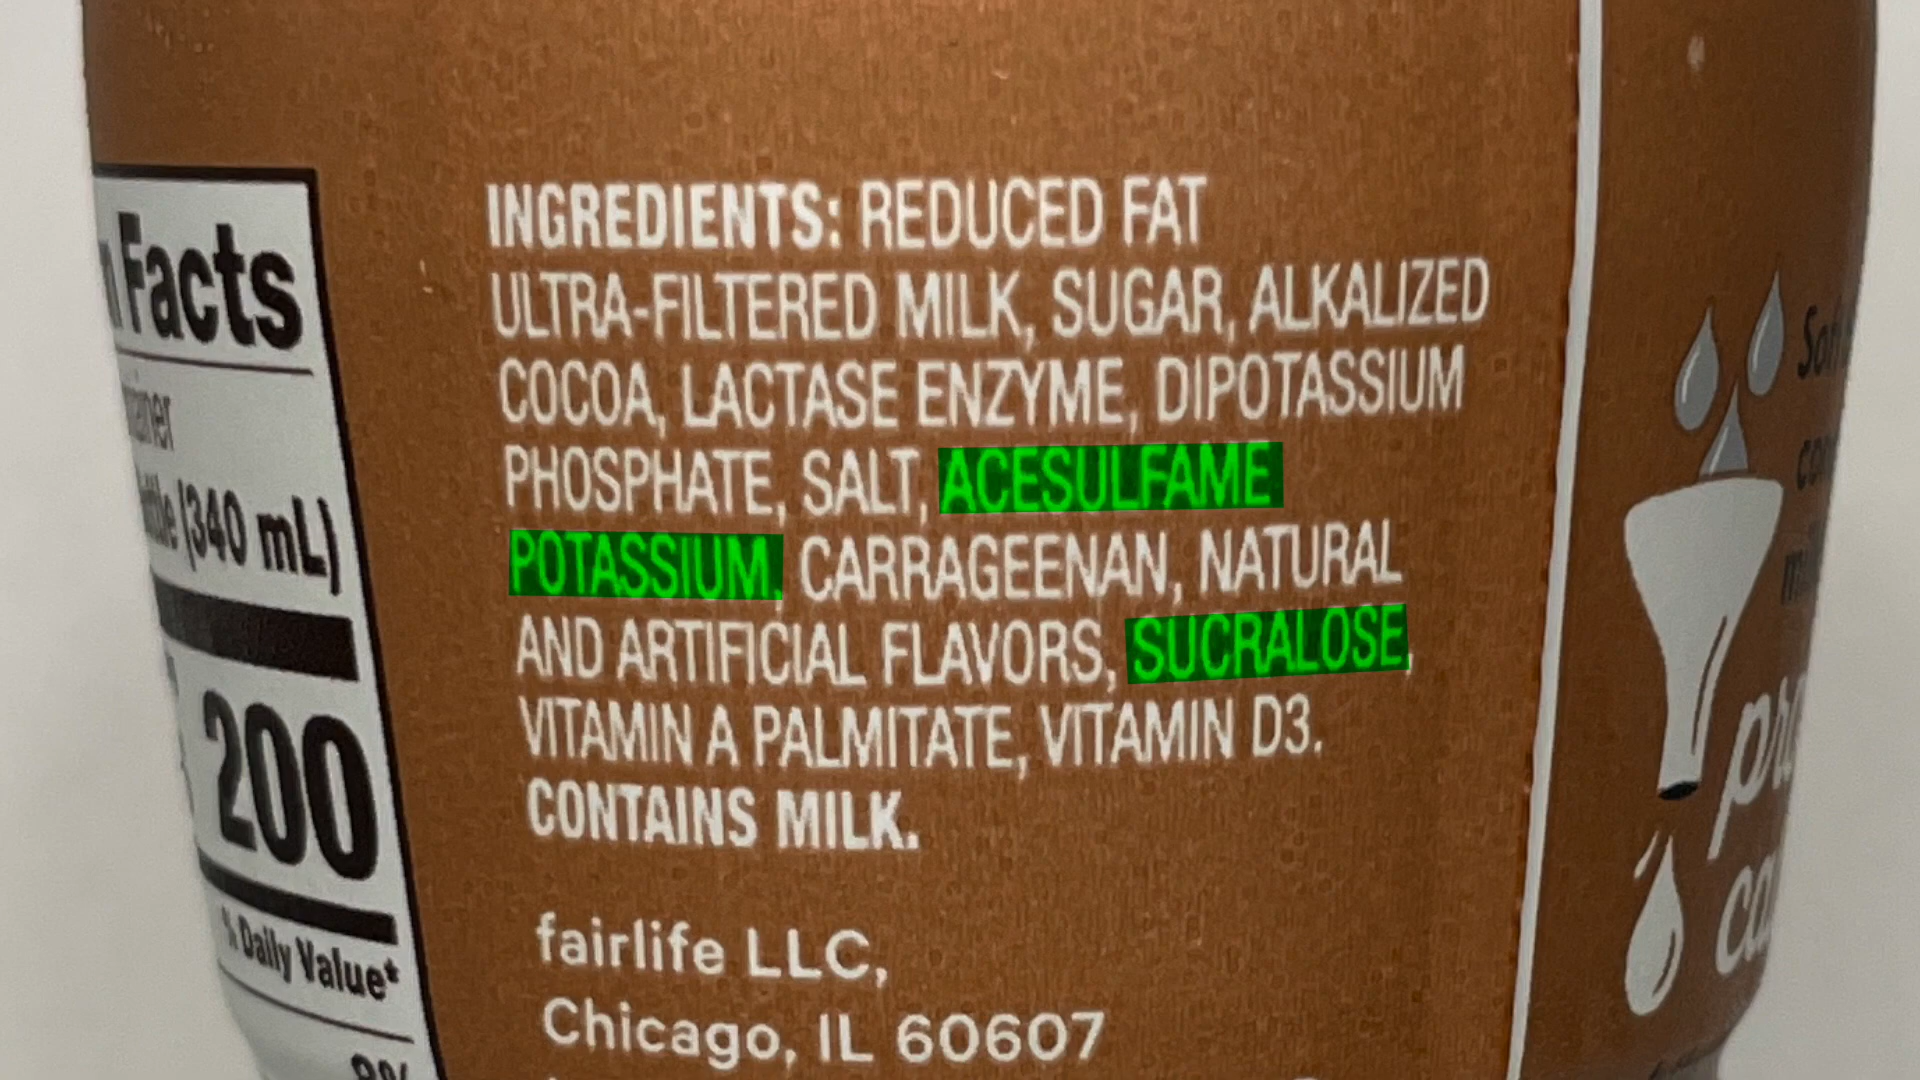 Facts
(340 mL)
200
% Daily Value*
INGREDIENTS: REDUCED FAT
ULTRA-FILTERED MILK, SUGAR, ALKALIZED
COCOA, LACTASE ENZYME, DIPOTASSIUM
PHOSPHATE, SALT, ACESULFAME
POTASSIUM, CARRAGEENAN, NATURAL
AND ARTIFICIAL FLAVORS, SUCRALOSE,
VITAMIN A PALMITATE, VITAMIN D3.
CONTAINS MILK.
fairlife LLC,
Chicago, IL 60607